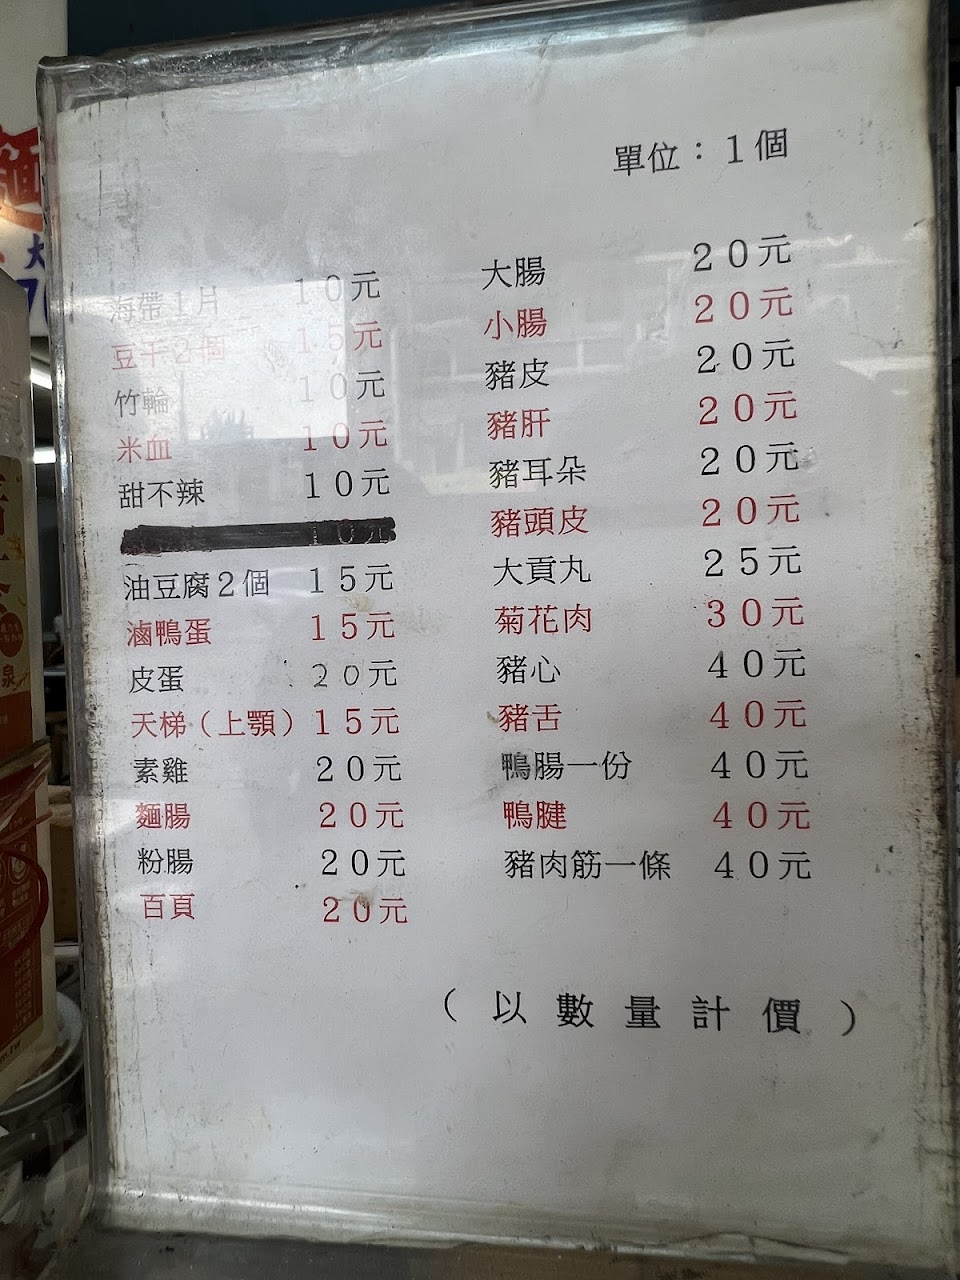 單位：１個
海帶１片 １０元
豆干２個 １５元
竹輪 １０元
米血 １０元
甜不辣 １０元
１０元
油豆腐２個 １５元
滷鴨蛋 １５元
皮蛋 ２０元
天梯（上顎）１５元
素雞 ２０元
麵腸 ２０元
粉腸 ２０元
百頁 ２０元
大腸 ２０元
小腸 ２０元
豬皮 ２０元
豬肝 ２０元
豬耳朵 ２０元
豬頭皮 ２０元
大貢丸 ２５元
菊花肉 ３０元
豬心 ４０元
豬舌 ４０元
鴨腸一份 ４０元
鴨腱 ４０元
豬肉筋一條 ４０元
（以數量計價）
麵